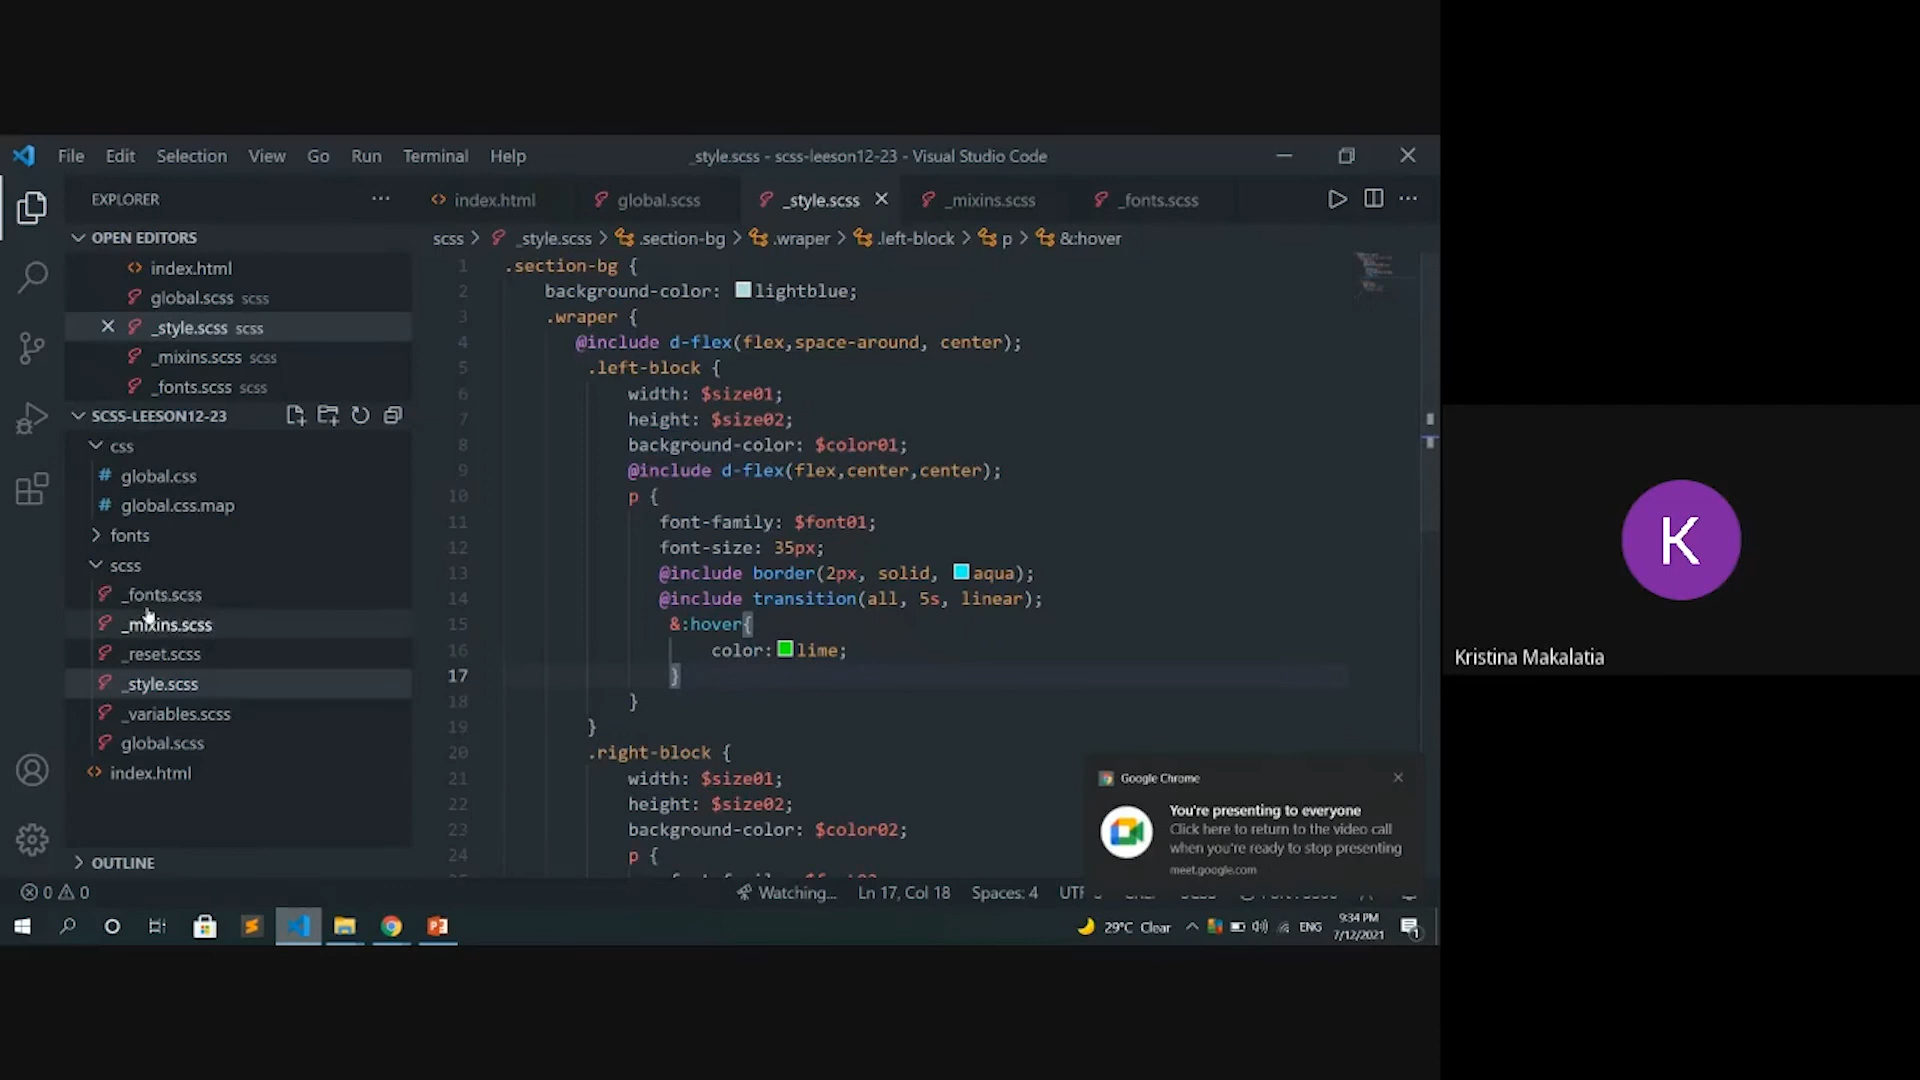 File Edit Selection View Go Run Terminal Help
_style.scss - scss-leeson12-23 - Visual Studio Code
EXPLORER
index.html global.scss _style.scss _mixins.scss _fonts.scss
OPEN EDITORS
index.html
global.scss scss
_style.scss scss
_mixins.scss scss
_fonts.scss scss
SCSS-LEESON12-23
css
global.css
global.css.map
fonts
scss
_fonts.scss
_mixins.scss
_reset.scss
_style.scss
_variables.scss
global.scss
index.html
OUTLINE
scss > _style.scss > .section-bg > .wraper > .left-block > p > &:hover
1 .section-bg {
2 background-color: lightblue;
3 .wraper {
4 @include d-flex(flex,space-around, center);
5 .left-block {
6 width: $size01;
7 height: $size02;
8 background-color: $color01;
9 @include d-flex(flex,center,center);
10 p {
11 font-family: $font01;
12 font-size: 35px;
13 @include border(2px, solid, aqua);
14 @include transition(all, 5s, linear);
15 &:hover{
16 color: lime;
17 }
18 }
19 }
20 .right-block {
21 width: $size01;
22 height: $size02;
23 background-color: $color02;
24 p {
Google Chrome
You're presenting to everyone
Click here to return to the video call
when you're ready to stop presenting
meet.google.com
0 0 Watching... Ln 17, Col 18 Spaces: 4
29°C Clear ENG 9:34 PM
7/12/2021
1
K
Kristina Makalatia